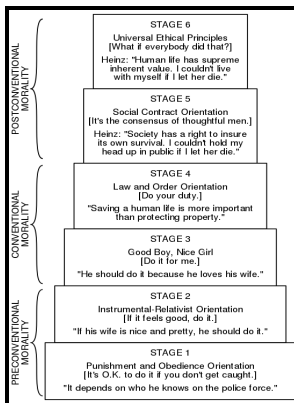 STAGE 6
Universal Ethical Principles
[What if everybody did that?]
Heinz: "Human life has supreme
inherent value. I couldn't live
with myself if I let her die."
STAGE 5
Social Contract Orientation
[It's the consensus of thoughtful men.]
Heinz: "Society has a right to insure
its own survival. I couldn't hold my
head up in public if I let her die."
POSTCONVENTIONAL
MORALITY
STAGE 4
Law and Order Orientation
[Do your duty.]
"Saving a human life is more important
than protecting property."
STAGE 3
Good Boy, Nice Girl
[Do it for me.]
"He should do it because he loves his wife."
CONVENTIONAL
MORALITY
STAGE 2
Instrumental-Relativist Orientation
[If it feels good, do it.]
"If his wife is nice and pretty, he should do it."
STAGE 1
Punishment and Obedience Orientation
[It's O.K. to do it if you don't get caught.]
"It depends on who he knows on the police force."
PRECONVENTIONAL
MORALITY